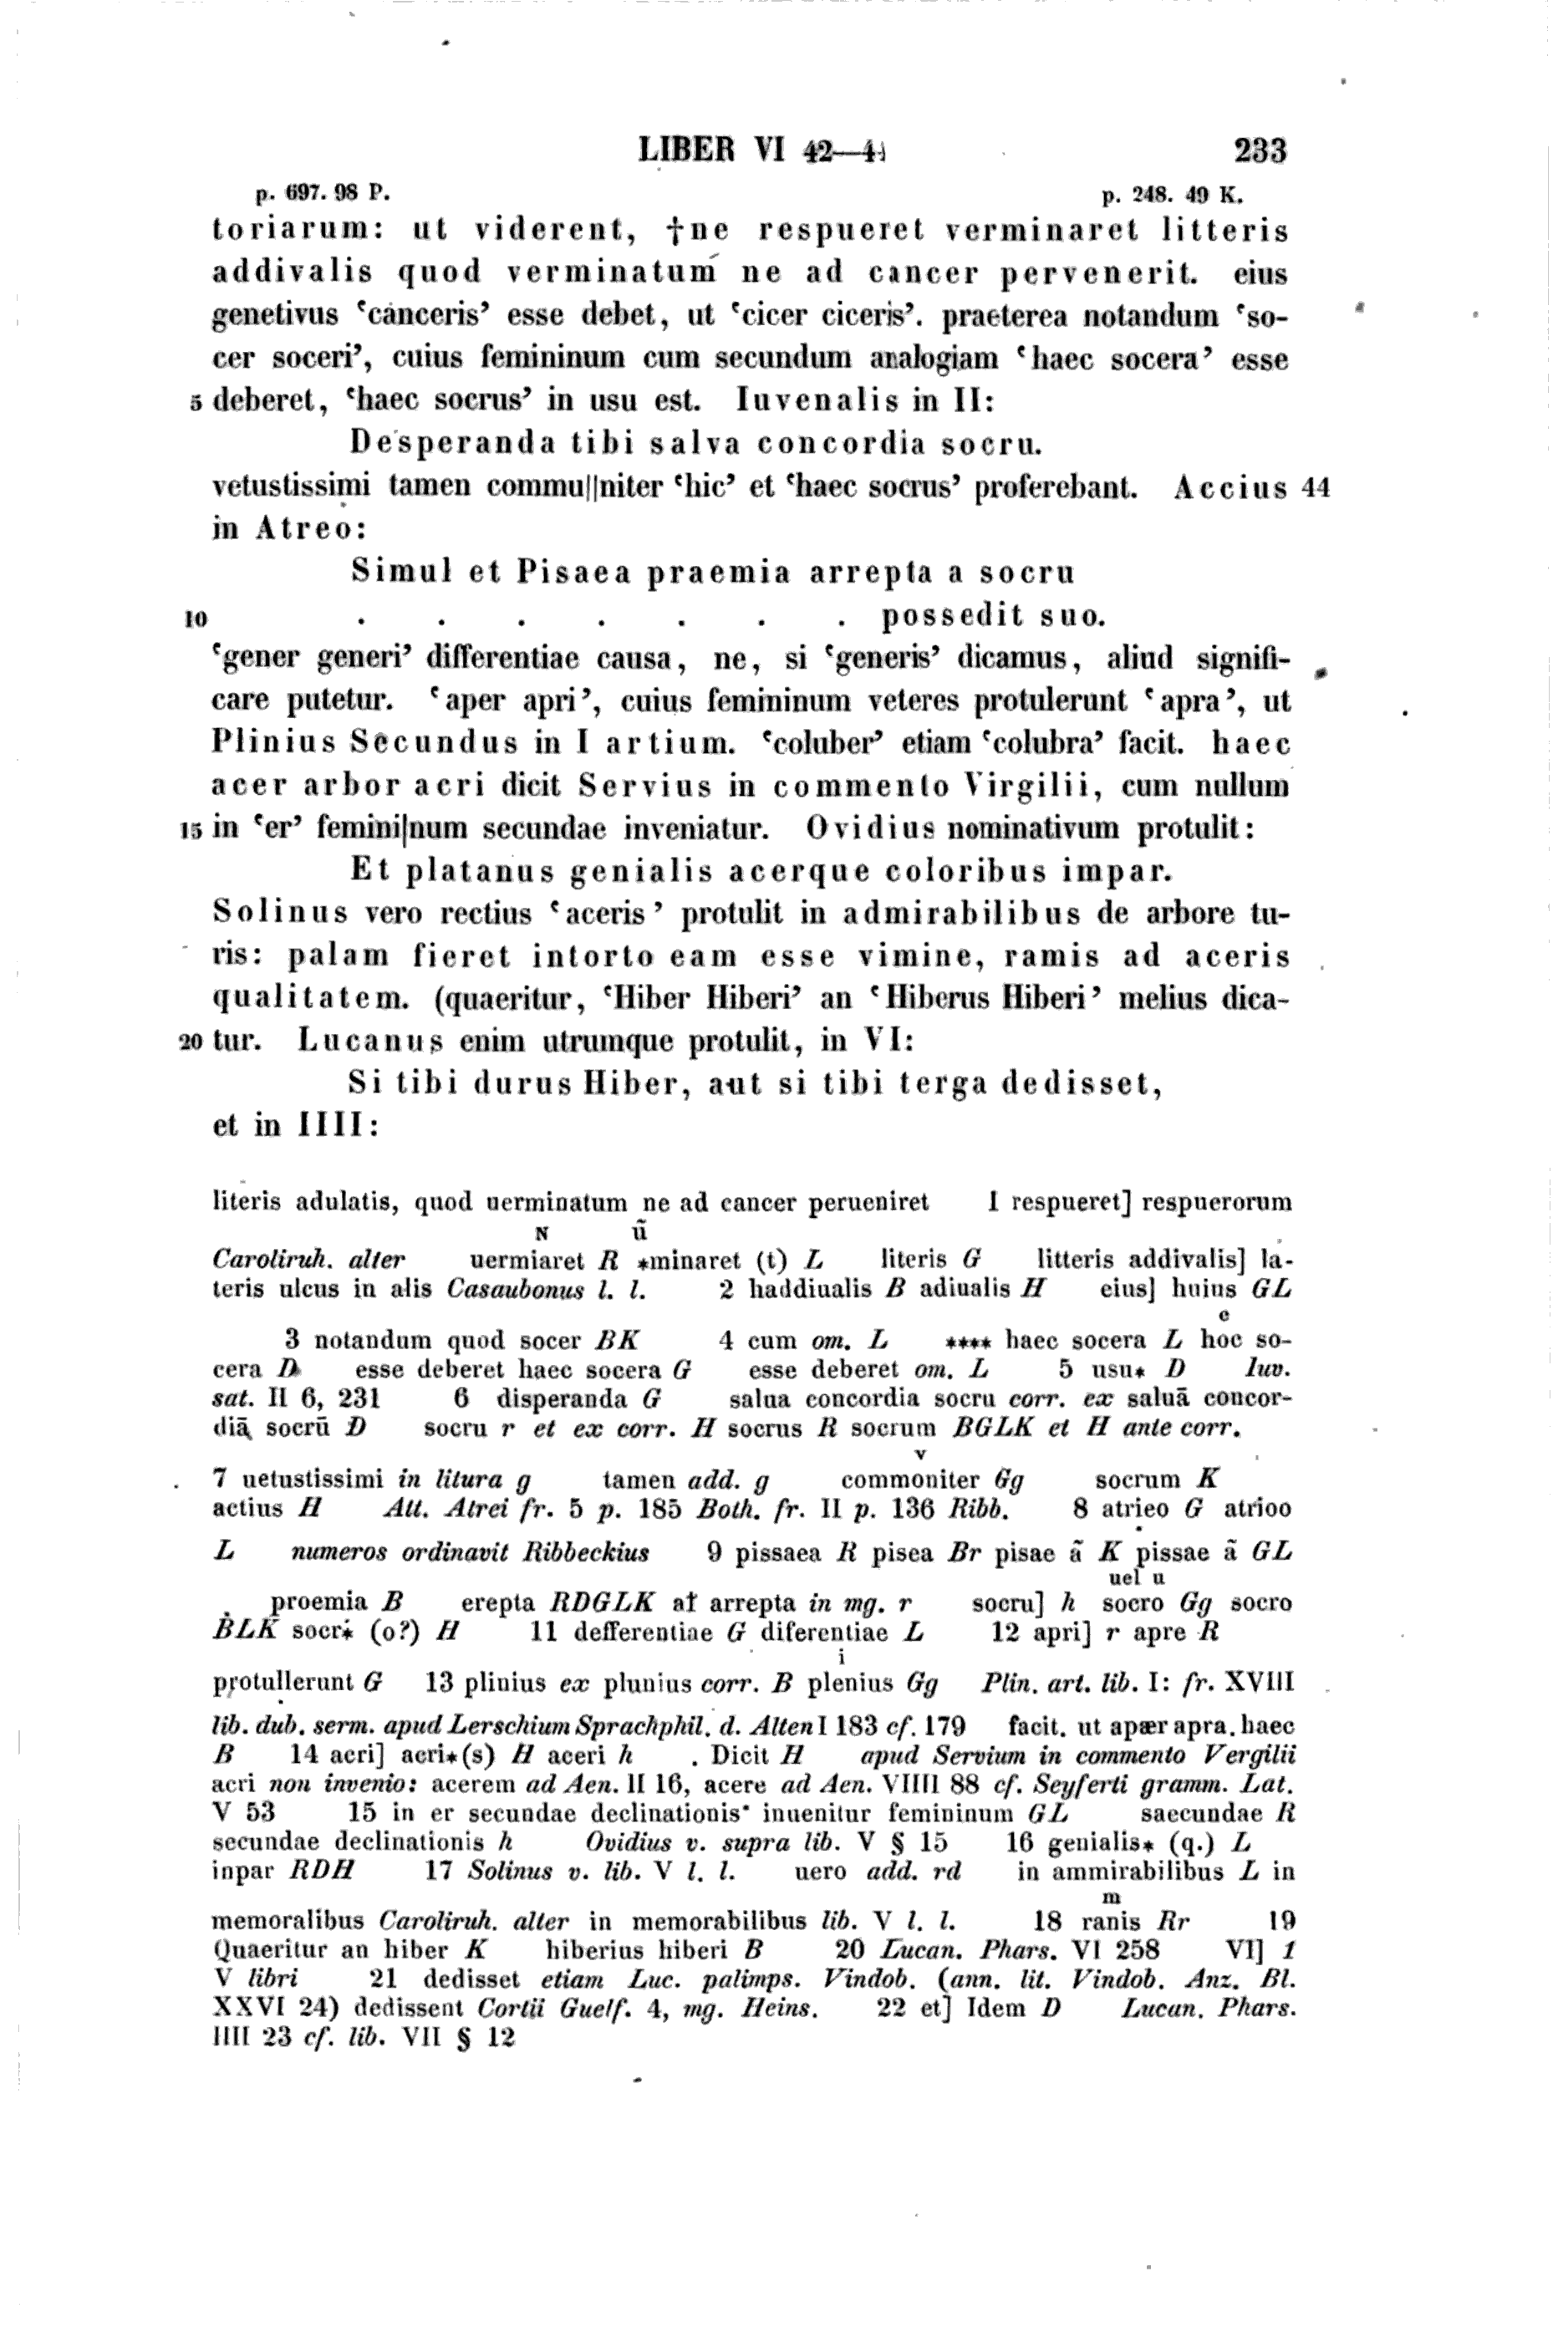 LIBER VI 42—44 233
p. 697. 98 P. p. 248. 49 K.
toriarum: ut viderent, †ne respueret verminaret litteris
addivalis quod verminatum ne ad cancer pervenerit. eius
genetivus ‘canceris’ esse debet, ut ‘cicer ciceris’. praeterea notandum ‘so-
cer soceri’, cuius femininum cum secundum analogiam ‘haec socera’ esse
5 deberet, ‘haec socrus’ in usu est. Iuvenalis in II:
Desperanda tibi salva concordia socru.
vetustissimi tamen commu||niter ‘hic’ et ‘haec socrus’ proferebant. Accius 44
in Atreo:
Simul et Pisaea praemia arrepta a socru
10 . . . . . . . possedit suo.
‘gener generi’ differentiae causa, ne, si ‘generis’ dicamus, aliud signifi-
care putetur. ‘aper apri’, cuius femininum veteres protulerunt ‘apra’, ut
Plinius Secundus in I artium. ‘coluber’ etiam ‘colubra’ facit. haec
acer arbor acri dicit Servius in commento Virgilii, cum nullum
15 in ‘er’ femini|num secundae inveniatur. Ovidius nominativum protulit:
Et platanus genialis acerque coloribus impar.
Solinus vero rectius ‘aceris’ protulit in admirabilibus de arbore tu-
ris: palam fieret intorto eam esse vimine, ramis ad aceris
qualitatem. (quaeritur, ‘Hiber Hiberi’ an ‘Hiberus Hiberi’ melius dica-
20 tur. Lucanus enim utrumque protulit, in VI:
Si tibi durus Hiber, aut si tibi terga dedisset,
et in IIII:
literis adulatis, quod uerminatum ne ad cancer perueniret 1 respueret] respuerorum
N ũ
Caroliruh. alter uermiaret R *minaret (t) L literis G litteris addivalis] la-
teris ulcus in alis Casaubonus l. l. 2 haddiualis B adiualis H eius] huius GL
e
3 notandum quod socer BK 4 cum om. L **** haec socera L hoc so-
cera D esse deberet haec socera G esse deberet om. L 5 usu* D Iuv.
sat. II 6, 231 6 disperanda G salua concordia socru corr. ex saluā concor-
diā socrū D socru r et ex corr. H socrus R socrum BGLK et H ante corr.
v
7 uetustissimi in litura g tamen add. g commoniter Gg socrum K
actius H Att. Atrei fr. 5 p. 185 Both. fr. II p. 136 Ribb. 8 atrieo G atrioo
L numeros ordinavit Ribbeckius 9 pissaea R pisea Br pisae ā K pissae ā GL
uel u
proemia B erepta RDGLK aƚ arrepta in mg. r socru] h socro Gg socro
BLK socr* (o?) H 11 defferentiae G diferentiae L 12 apri] r apre R
i
protullerunt G 13 plinius ex plunius corr. B plenius Gg Plin. art. lib. I: fr. XVIII
lib. dub. serm. apud Lerschium Sprachphil. d. Alten I 183 cf. 179 facit. ut apær apra. haec
B 14 acri] acri*(s) H aceri h . Dicit H apud Servium in commento Vergilii
acri non invenio: acerem ad Aen. II 16, acere ad Aen. VIIII 88 cf. Seyferti gramm. Lat.
V 53 15 in er secundae declinationis inuenitur femininum GL saecundae R
secundae declinationis h Ovidius v. supra lib. V § 15 16 genialis* (q.) L
inpar RDH 17 Solinus v. lib. V l. l. uero add. rd in ammirabilibus L in
m
memoralibus Caroliruh. alter in memorabilibus lib. V l. l. 18 ranis Rr 19
Quaeritur an hiber K hiberius hiberi B 20 Lucan. Phars. VI 258 VI] 1
V libri 21 dedisset etiam Luc. palimps. Vindob. (ann. lit. Vindob. Anz. Bl.
XXVI 24) dedissent Cortii Guelf. 4, mg. Heins. 22 et] Idem D Lucan. Phars.
IIII 23 cf. lib. VII § 12